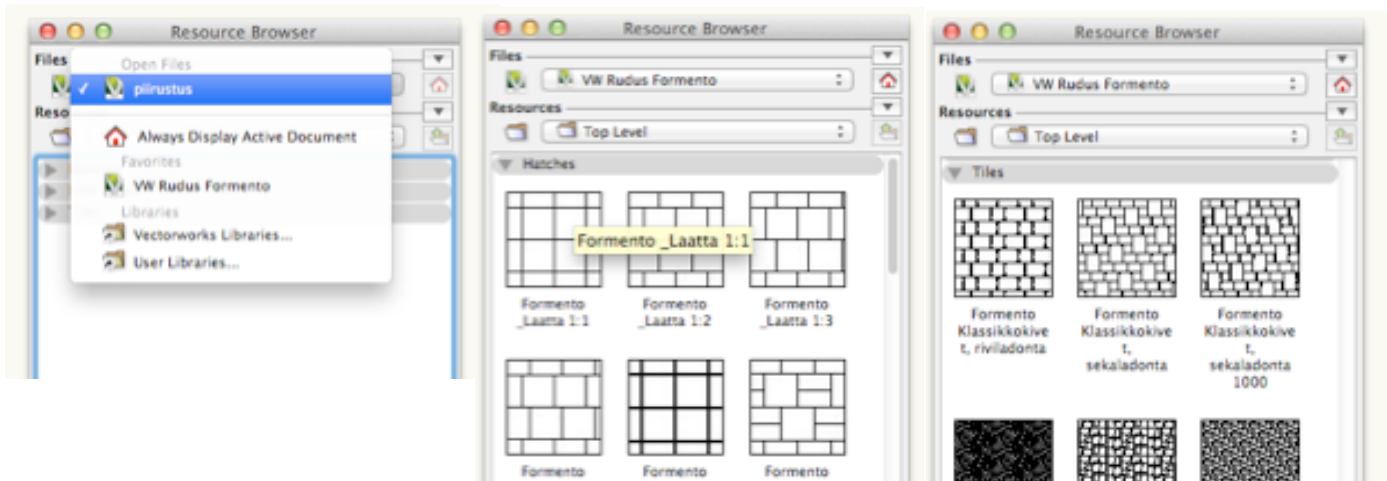 Resource Browser
Files
Open Files
piirustus
Reso
Always Display Active Document
Favorites
VW Rudus Formento
Libraries
Vectorworks Libraries...
User Libraries...
Resource Browser
Files
VW Rudus Formento
Resources
Top Level
Hatches
Formento _Laatta 1:1
Formento
_Laatta 1:1
Formento
_Laatta 1:2
Formento
_Laatta 1:3
Formento
Formento
Formento
Resource Browser
Files
VW Rudus Formento
Resources
Top Level
Tiles
Formento
Klassikkokive
t, riviladonta
Formento
Klassikkokive
t,
sekaladonta
Formento
Klassikkokive
t,
sekaladonta
1000